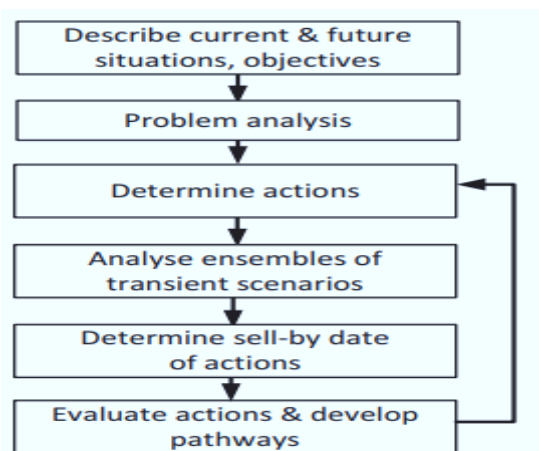 Describe current & future
situations, objectives
Problem analysis
Determine actions
Analyse ensembles of
transient scenarios
Determine sell-by date
of actions
Evaluate actions & develop
pathways